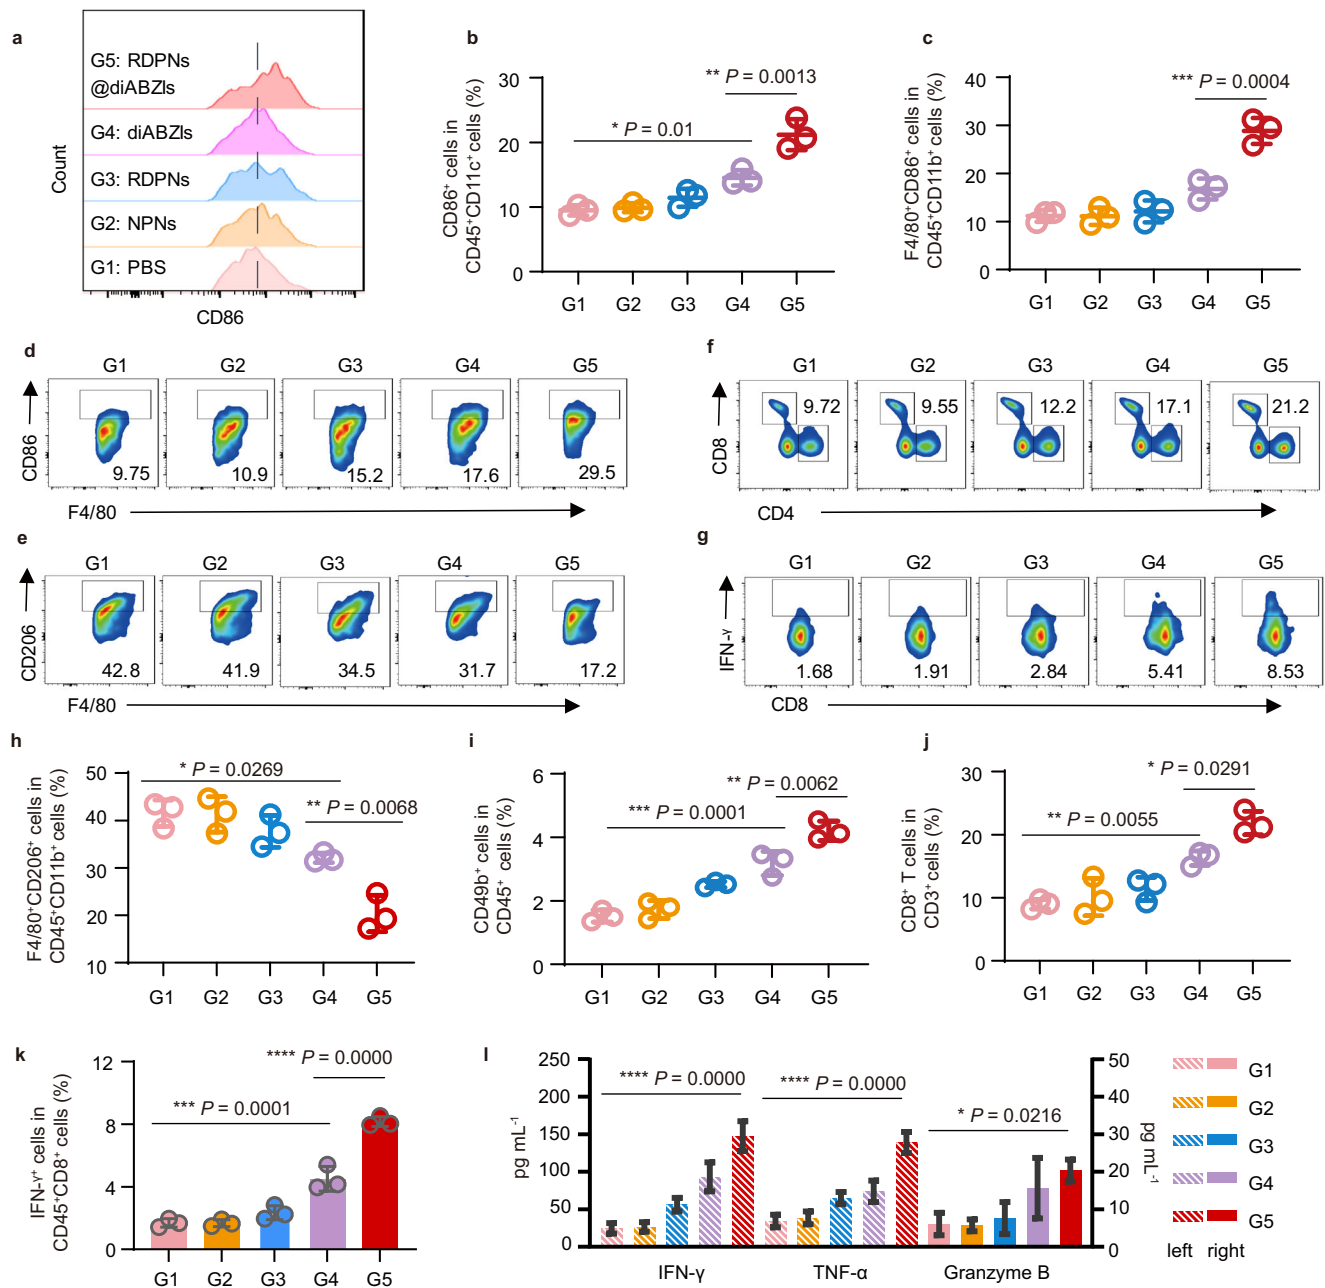 a
G5: RDPNs
@diABZIs
G4: diABZIs
G3: RDPNs
G2: NPNs
G1: PBS
Count
CD86
b
CD86⁺ cells in
CD45⁺CD11c⁺ cells (%)
30
20
10
0
** P = 0.0013
* P = 0.01
G1 G2 G3 G4 G5
c
F4/80⁺CD86⁺ cells in
CD45⁺CD11b⁺ cells (%)
40
30
20
10
0
*** P = 0.0004
G1 G2 G3 G4 G5
d
G1 G2 G3 G4 G5
CD86
9.75 10.9 15.2 17.6 29.5
F4/80
f
G1 G2 G3 G4 G5
CD8
9.72 9.55 12.2 17.1 21.2
CD4
e
G1 G2 G3 G4 G5
CD206
42.8 41.9 34.5 31.7 17.2
F4/80
g
G1 G2 G3 G4 G5
IFN-γ
1.68 1.91 2.84 5.41 8.53
CD8
h
F4/80⁺CD206⁺ cells in
CD45⁺CD11b⁺ cells (%)
50
40
30
20
10
* P = 0.0269
** P = 0.0068
G1 G2 G3 G4 G5
i
CD49b⁺ cells in
CD45⁺ cells (%)
6
4
2
0
** P = 0.0062
*** P = 0.0001
G1 G2 G3 G4 G5
j
CD8⁺ T cells in
CD3⁺ cells (%)
30
20
10
0
* P = 0.0291
** P = 0.0055
G1 G2 G3 G4 G5
k
IFN-γ⁺ cells in
CD45⁺CD8⁺ cells (%)
12
8
4
0
**** P = 0.0000
*** P = 0.0001
G1 G2 G3 G4 G5
l
pg mL⁻¹
250
200
150
100
50
0
**** P = 0.0000
**** P = 0.0000
* P = 0.0216
IFN-γ TNF-α Granzyme B
50
40
30
20
10
0
pg mL⁻¹
G1
G2
G3
G4
G5
left right